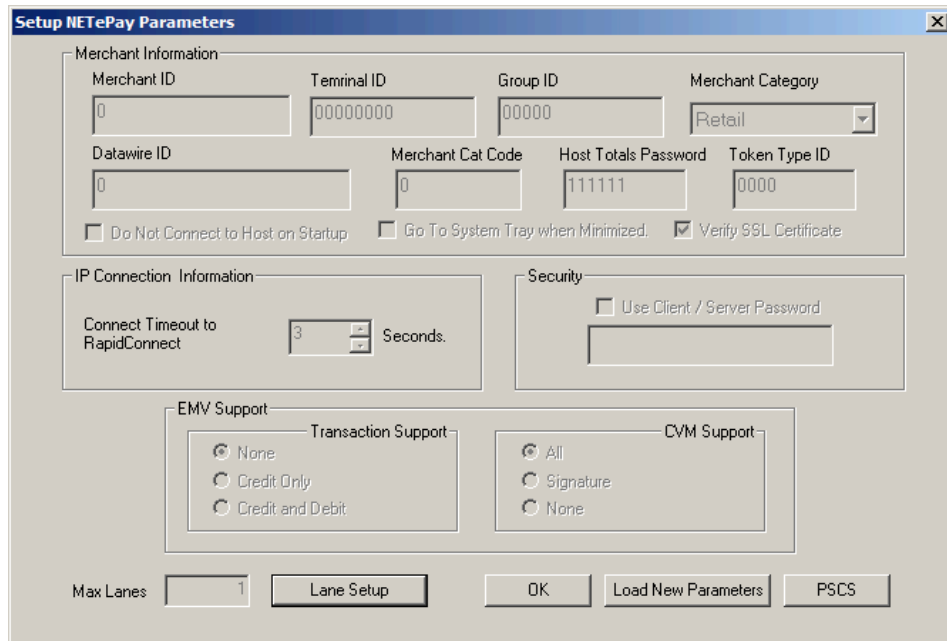 Setup NETePay Parameters
Merchant Information
Merchant ID
Temrinal ID
Group ID
Merchant Category
0
00000000
00000
Retail
Datawire ID
Merchant Cat Code
Host Totals Password
Token Type ID
0
0
111111
0000
Do Not Connect to Host on Startup
Go To System Tray when Minimized.
Verify SSL Certificate
IP Connection Information
Connect Timeout to
RapidConnect
3
Seconds.
Security
Use Client / Server Password
EMV Support
Transaction Support
None
Credit Only
Credit and Debit
CVM Support
All
Signature
None
Max Lanes
1
Lane Setup
OK
Load New Parameters
PSCS